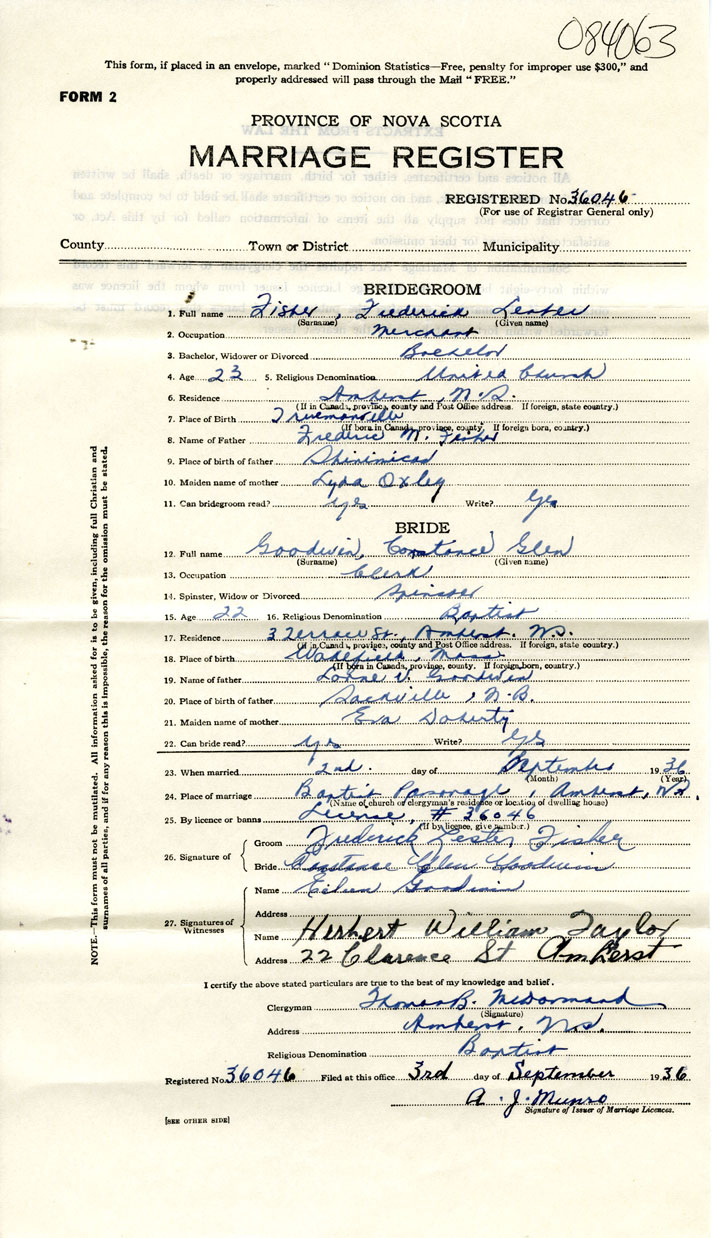 084063
This form, if placed in an envelope, marked "Dominion Statistics—Free, penalty for improper use $300," and
properly addressed will pass through the Mail "FREE."
FORM 2
PROVINCE OF NOVA SCOTIA
MARRIAGE REGISTER
REGISTERED No. 36046
(For use of Registrar General only)
County Town or District Municipality
BRIDEGROOM
1. Full name Fisher, Frederick Lester
(Surname) (Given name)
2. Occupation Merchant
3. Bachelor, Widower or Divorced Bachelor
4. Age 23 5. Religious Denomination United Church
6. Residence Amherst, N.S.
(If in Canada, province, county and Post Office address. If foreign, state country.)
7. Place of Birth Truemanville
(If born in Canada, province, county. If foreign born, country.)
8. Name of Father Frederic M. Fisher
9. Place of birth of father Shinimicas
10. Maiden name of mother Lyda Oxley
11. Can bridegroom read? yes Write? Yes
BRIDE
12. Full name Goodwin, Constance Glen
(Surname) (Given name)
13. Occupation Clerk
14. Spinster, Widow or Divorced Spinster
15. Age 22 16. Religious Denomination Baptist
17. Residence 3 Terrace St., Amherst. N.S.
(If in Canada, province, county and Post Office address. If foreign, state country.)
18. Place of birth Wakefield, Mass
(If born in Canada, province, county. If foreign, born, country.)
19. Name of father Lorne V. Goodwin
20. Place of birth of father Sackville, N.B.
21. Maiden name of mother Eva Doherty
22. Can bride read? yes Write? Yes
23. When married 2nd. day of September 1936
(Month) (Year)
24. Place of marriage Baptist Parsonage, Amherst, N.S.
(Name of church or clergyman's residence or location of dwelling house)
25. By licence or banns License, # 36046
(If by licence, give number.)
26. Signature of Groom Frederick Lester Fisher
Bride Constance Glen Goodwin
27. Signatures of Witnesses Name Goodwin
Address
Name Herbert William Taylor
Address 22 Clarence St Amherst
I certify the above stated particulars are true to the best of my knowledge and belief.
Clergyman Thomas B. McDormand
(Signature)
Address Amherst, N.S.
Religious Denomination Baptist
Registered No. 36046 Filed at this office 3rd day of September 1936
A. J. Munro
Signature of Issuer of Marriage Licences.
[SEE OTHER SIDE]
NOTE.—This form must not be mutilated. All information asked for is to be given, including full Christian and
surnames of all parties, and if for any reason this is impossible, the reason for the omission must be stated.